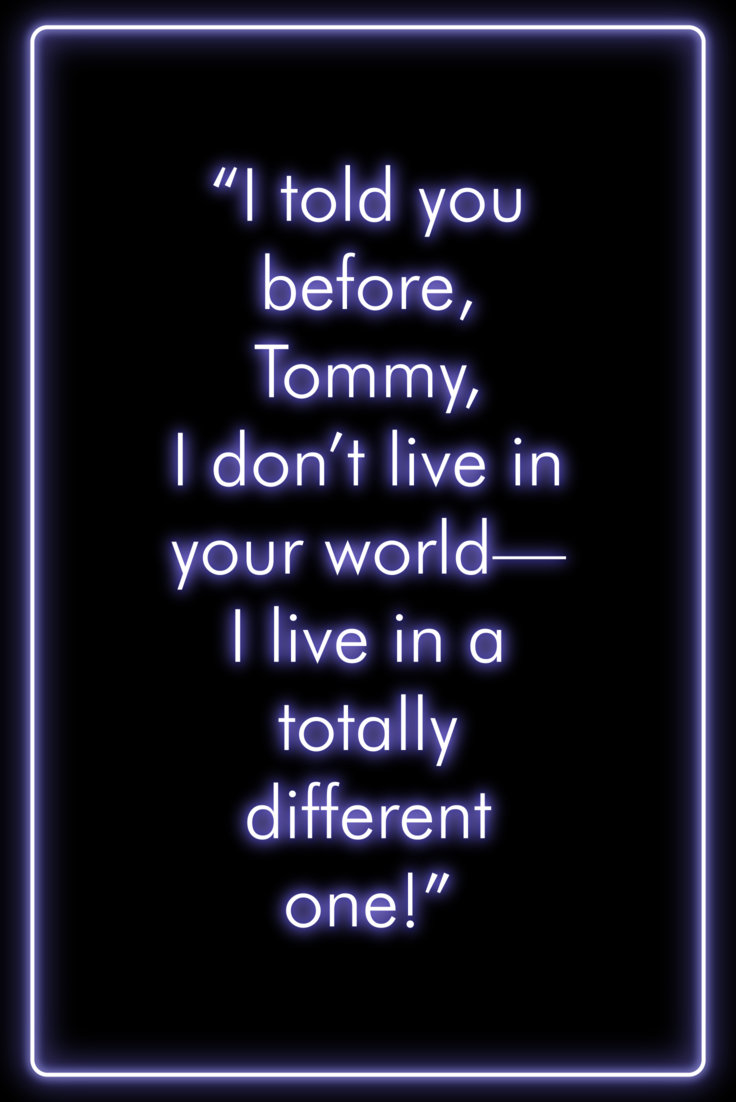 “I told you
before,
Tommy,
I don’t live in
your world—
I live in a
totally
different
one!”